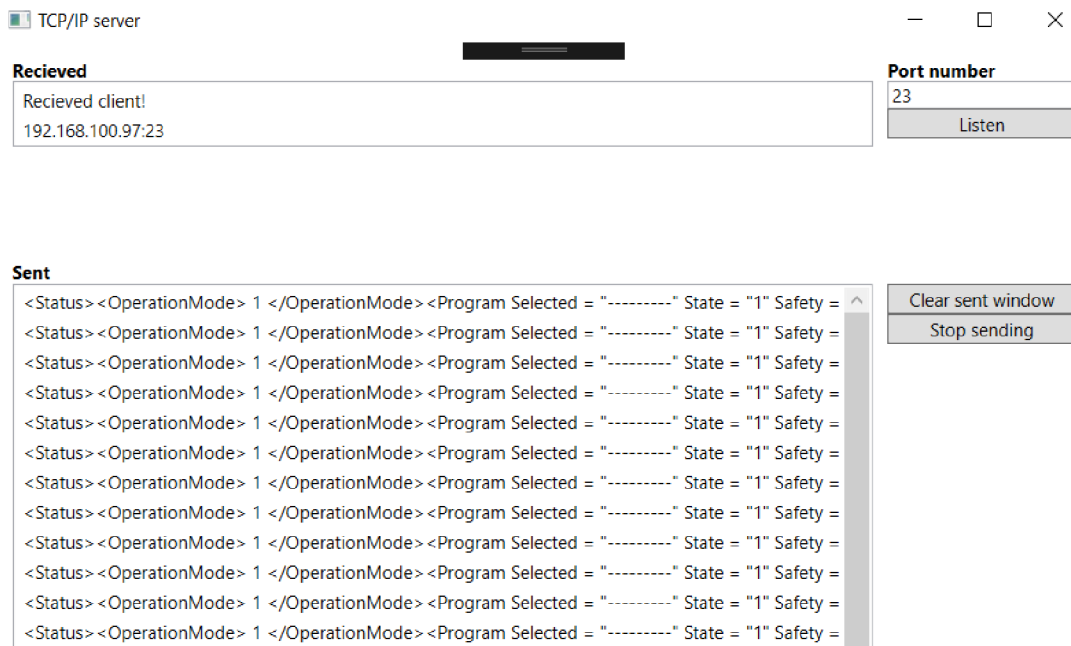 TCP/IP server
Recieved
Port number
Recieved client!
23
192.168.100.97:23
Listen
Sent
<Status><OperationMode> 1 </OperationMode><Program Selected = "---------" State = "1" Safety =
Clear sent window
<Status><OperationMode> 1 </OperationMode><Program Selected = "---------" State = "1" Safety =
Stop sending
<Status><OperationMode> 1 </OperationMode><Program Selected = "---------" State = "1" Safety =
<Status><OperationMode> 1 </OperationMode><Program Selected = "---------" State = "1" Safety =
<Status><OperationMode> 1 </OperationMode><Program Selected = "---------" State = "1" Safety =
<Status><OperationMode> 1 </OperationMode><Program Selected = "---------" State = "1" Safety =
<Status><OperationMode> 1 </OperationMode><Program Selected = "---------" State = "1" Safety =
<Status><OperationMode> 1 </OperationMode><Program Selected = "---------" State = "1" Safety =
<Status><OperationMode> 1 </OperationMode><Program Selected = "---------" State = "1" Safety =
<Status><OperationMode> 1 </OperationMode><Program Selected = "---------" State = "1" Safety =
<Status><OperationMode> 1 </OperationMode><Program Selected = "---------" State = "1" Safety =
<Status><OperationMode> 1 </OperationMode><Program Selected = "---------" State = "1" Safety =